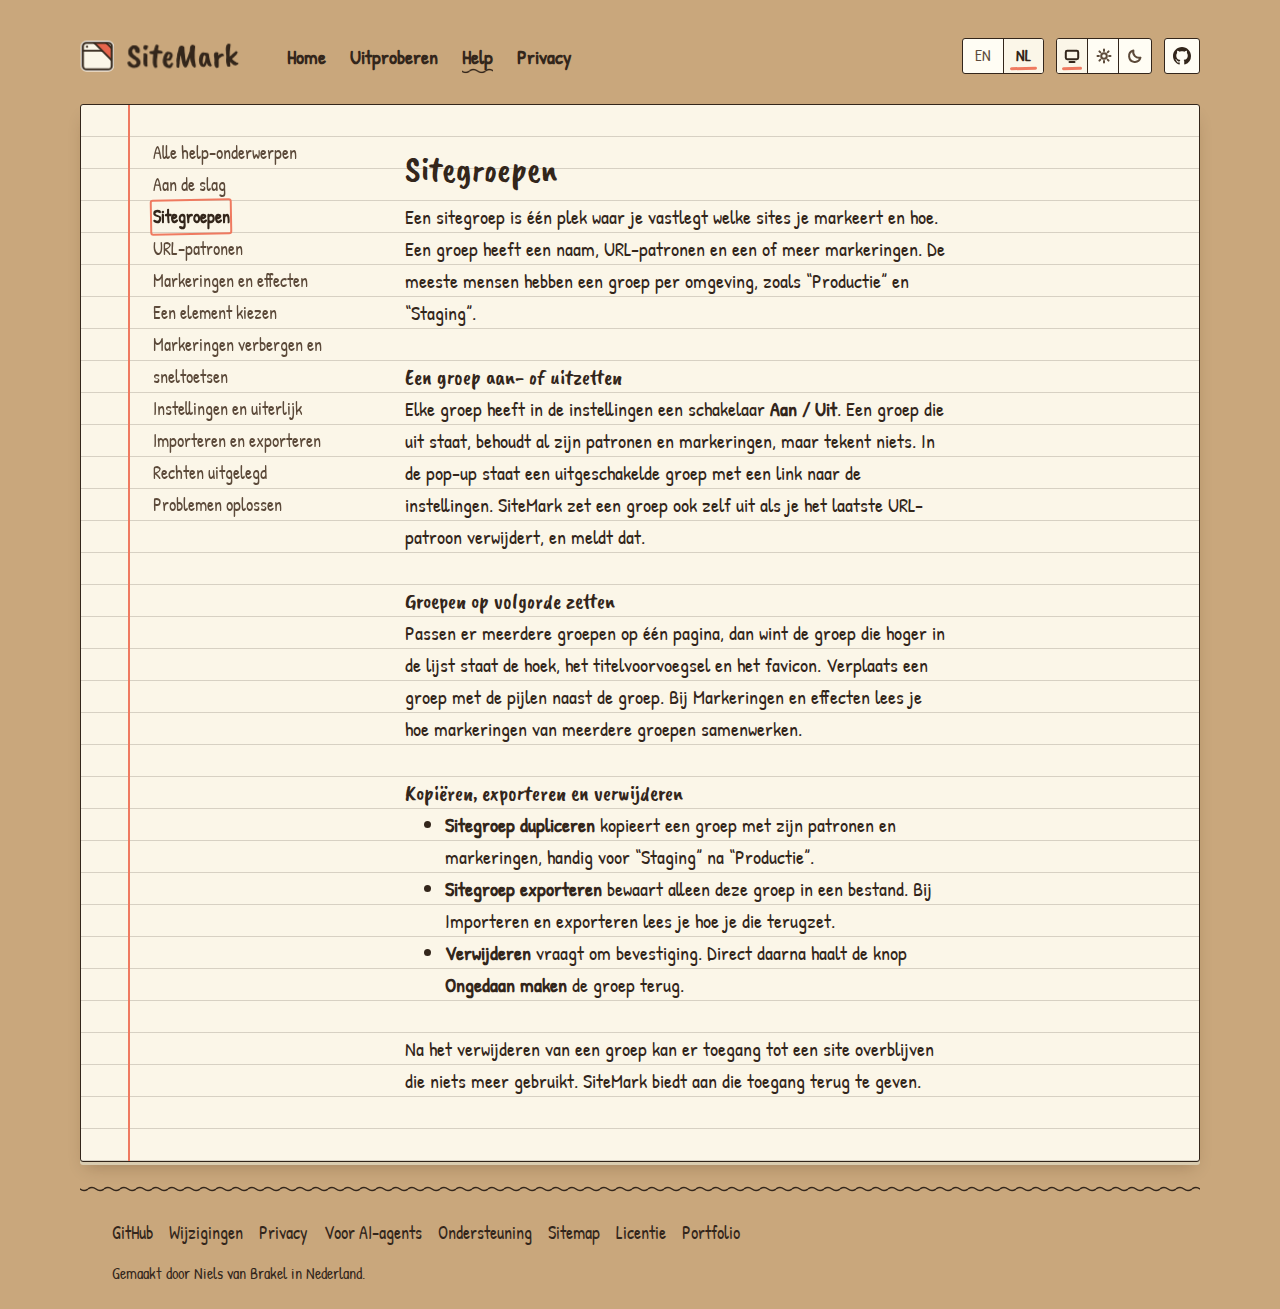 SiteMark
Home Uitproberen Help Privacy
EN NL
Alle help-onderwerpen
Aan de slag
Sitegroepen
URL-patronen
Markeringen en effecten
Een element kiezen
Markeringen verbergen en
sneltoetsen
Instellingen en uiterlijk
Importeren en exporteren
Rechten uitgelegd
Problemen oplossen
Sitegroepen
Een sitegroep is één plek waar je vastlegt welke sites je markeert en hoe.
Een groep heeft een naam, URL-patronen en een of meer markeringen. De
meeste mensen hebben een groep per omgeving, zoals “Productie” en
“Staging”.
Een groep aan- of uitzetten
Elke groep heeft in de instellingen een schakelaar Aan / Uit. Een groep die
uit staat, behoudt al zijn patronen en markeringen, maar tekent niets. In
de pop-up staat een uitgeschakelde groep met een link naar de
instellingen. SiteMark zet een groep ook zelf uit als je het laatste URL-
patroon verwijdert, en meldt dat.
Groepen op volgorde zetten
Passen er meerdere groepen op één pagina, dan wint de groep die hoger in
de lijst staat de hoek, het titelvoorvoegsel en het favicon. Verplaats een
groep met de pijlen naast de groep. Bij Markeringen en effecten lees je
hoe markeringen van meerdere groepen samenwerken.
Kopiëren, exporteren en verwijderen
Sitegroep dupliceren kopieert een groep met zijn patronen en
markeringen, handig voor “Staging” na “Productie”.
Sitegroep exporteren bewaart alleen deze groep in een bestand. Bij
Importeren en exporteren lees je hoe je die terugzet.
Verwijderen vraagt om bevestiging. Direct daarna haalt de knop
Ongedaan maken de groep terug.
Na het verwijderen van een groep kan er toegang tot een site overblijven
die niets meer gebruikt. SiteMark biedt aan die toegang terug te geven.
GitHub Wijzigingen Privacy Voor AI-agents Ondersteuning Sitemap Licentie Portfolio
Gemaakt door Niels van Brakel in Nederland.